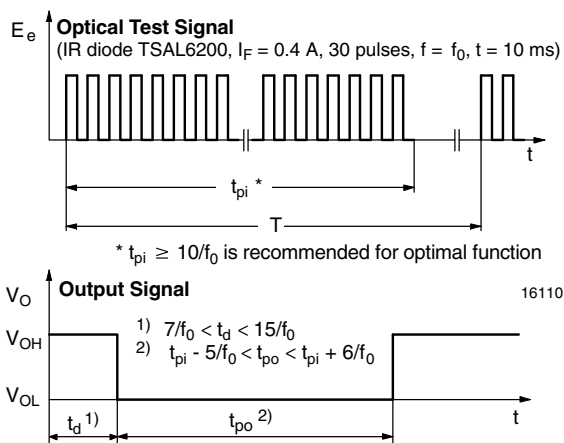 E_e Optical Test Signal
(IR diode TSAL6200, I_F = 0.4 A, 30 pulses, f = f_0, t = 10 ms)
t
t_pi *
T
* t_pi ≥ 10/f_0 is recommended for optimal function
V_O Output Signal 16110
V_OH 1) 7/f_0 < t_d < 15/f_0
2) t_pi - 5/f_0 < t_po < t_pi + 6/f_0
V_OL
t_d 1) t_po 2) t